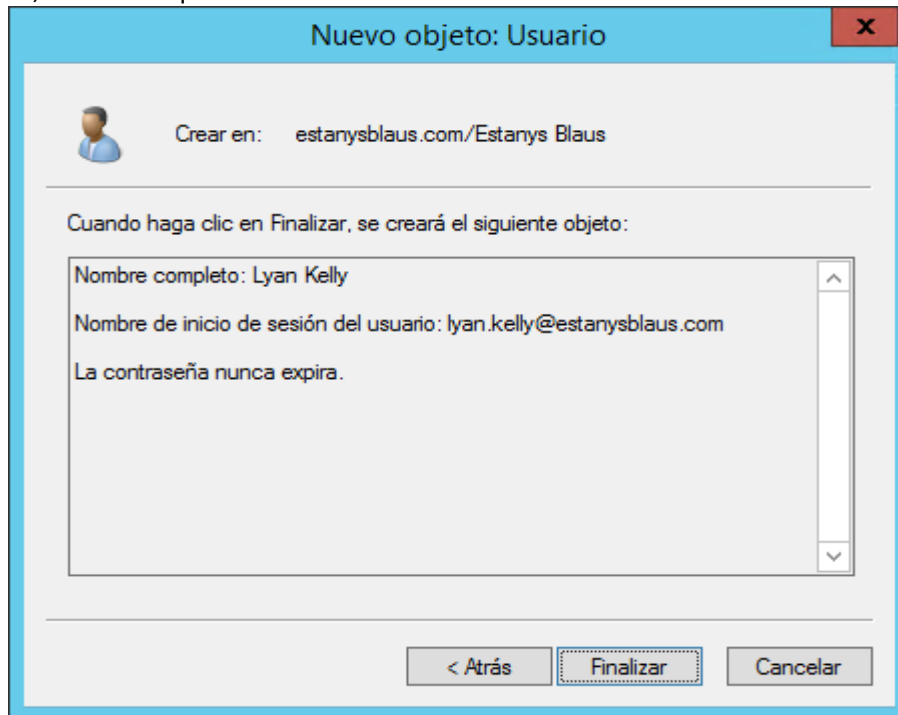 Nuevo objeto: Usuario
x
Crear en: estanysblaus.com/Estanys Blaus
Cuando haga clic en Finalizar, se creará el siguiente objeto:
Nombre completo: Lyan Kelly
Nombre de inicio de sesión del usuario: lyan.kelly@estanysblaus.com
La contraseña nunca expira.
< Atrás Finalizar Cancelar